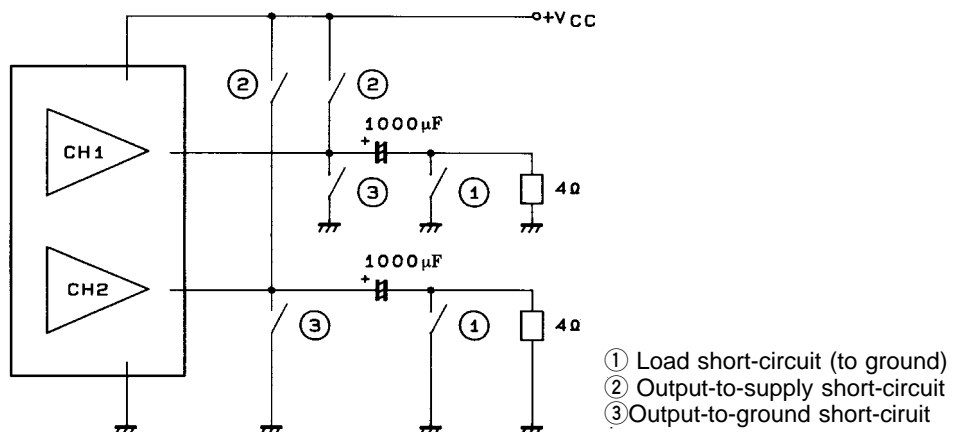 +VCC
② ②
1000µF
+
CH1
③ ① 4Ω
1000µF
+
CH2
③ ① 4Ω
① Load short-circuit (to ground)
② Output-to-supply short-circuit
③Output-to-ground short-ciruit